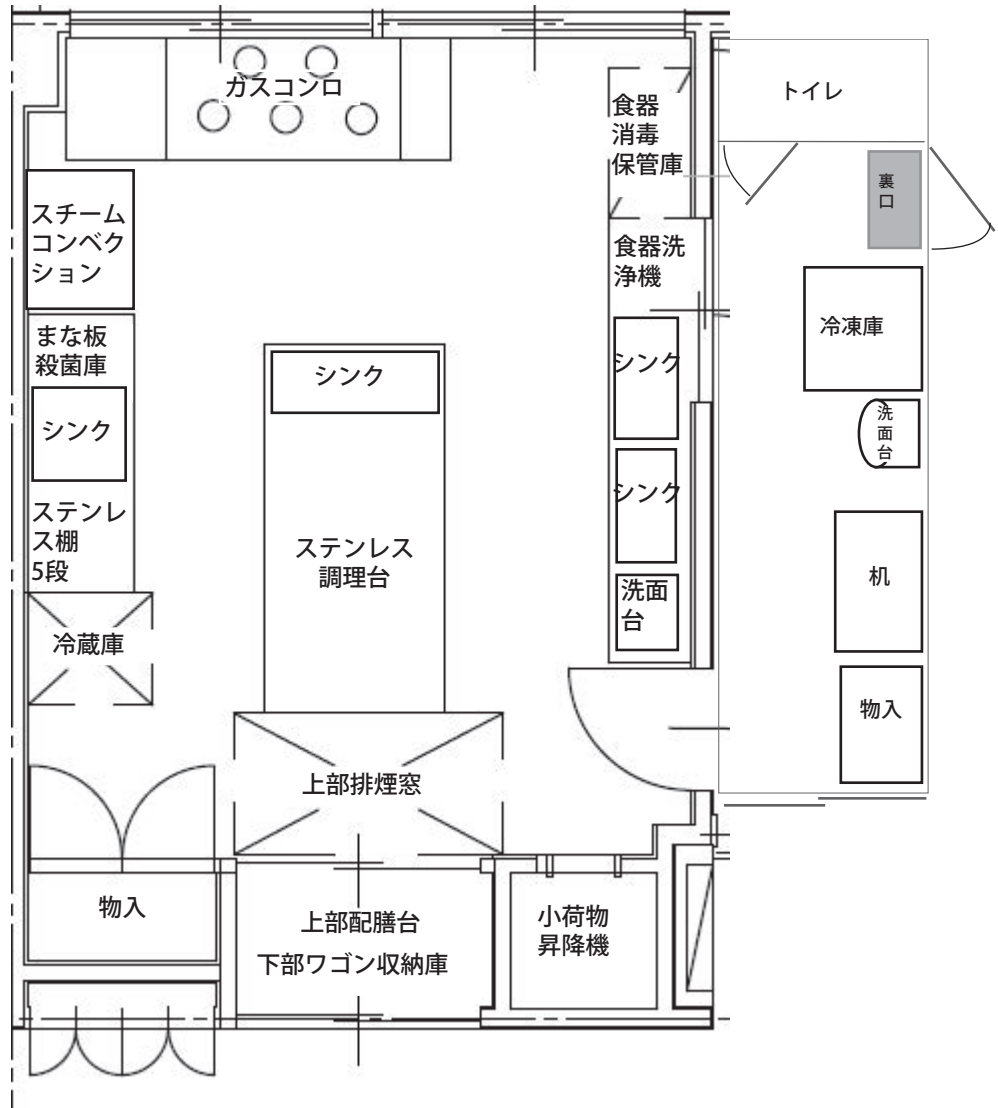 ガスコンロ
食器
消毒
保管庫
トイレ
裏
口
スチーム
コンベク
ション
食器洗
浄機
冷凍庫
まな板
殺菌庫
シンク
シンク
シンク
洗
面
台
シンク
ステンレ
ス棚
5段
ステンレス
調理台
洗面
台
机
冷蔵庫
物入
上部排煙窓
物入
上部配膳台
下部ワゴン収納庫
小荷物
昇降機